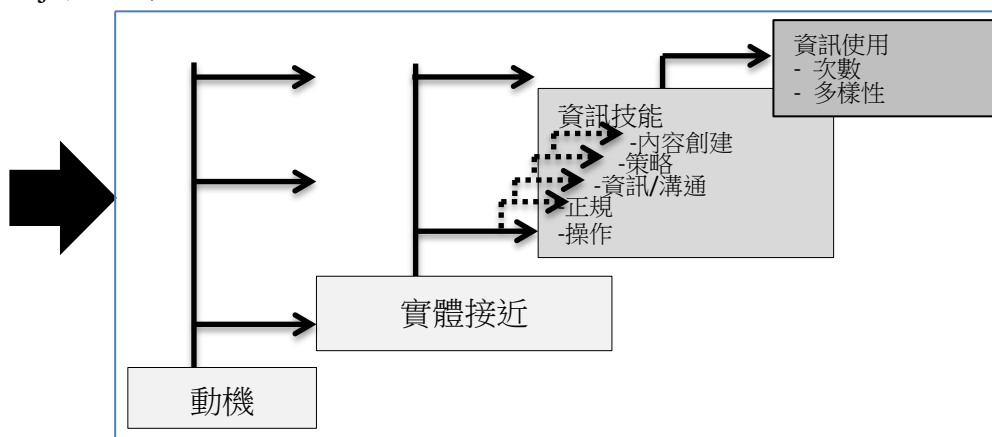 資訊使用
- 次數
- 多樣性
資訊技能
-內容創建
-策略
-資訊/溝通
-正規
-操作
實體接近
動機